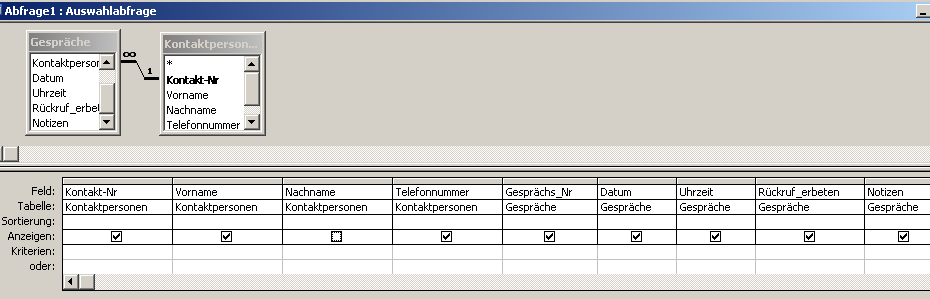 Abfrage1 : Auswahlabfrage
Gespräche
Kontaktperson...
Kontaktperson
Datum
Uhrzeit
Rückruf_erbet
Notizen
∞ 1
*
Kontakt-Nr
Vorname
Nachname
Telefonnummer
Feld: Kontakt-Nr Vorname Nachname Telefonnummer Gesprächs_Nr Datum Uhrzeit Rückruf_erbeten Notizen
Tabelle: Kontaktpersonen Kontaktpersonen Kontaktpersonen Kontaktpersonen Gespräche Gespräche Gespräche Gespräche Gespräche
Sortierung:
Anzeigen:
Kriterien:
oder: